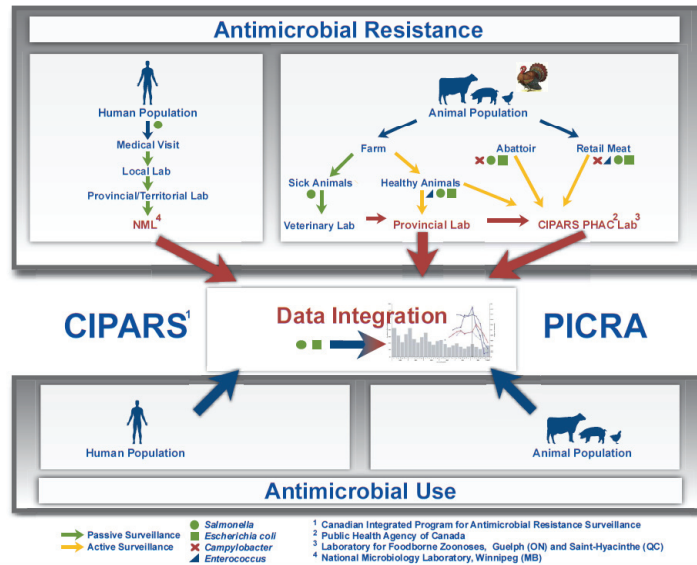 Antimicrobial Resistance
Human Population
Medical Visit
Local Lab
Provincial/Territorial Lab
NML4
Animal Population
Farm
Abattoir
Retail Meat
Sick Animals
Healthy Animals
Veterinary Lab
Provincial Lab
CIPARS PHAC2 Lab3
CIPARS1
Data Integration
PICRA
Human Population
Animal Population
Antimicrobial Use
Passive Surveillance
Active Surveillance
Salmonella
Escherichia coli
Campylobacter
Enterococcus
1 Canadian Integrated Program for Antimicrobial Resistance Surveillance
2 Public Health Agency of Canada
3 Laboratory for Foodborne Zoonoses, Guelph (ON) and Saint-Hyacinthe (QC)
4 National Microbiology Laboratory, Winnipeg (MB)